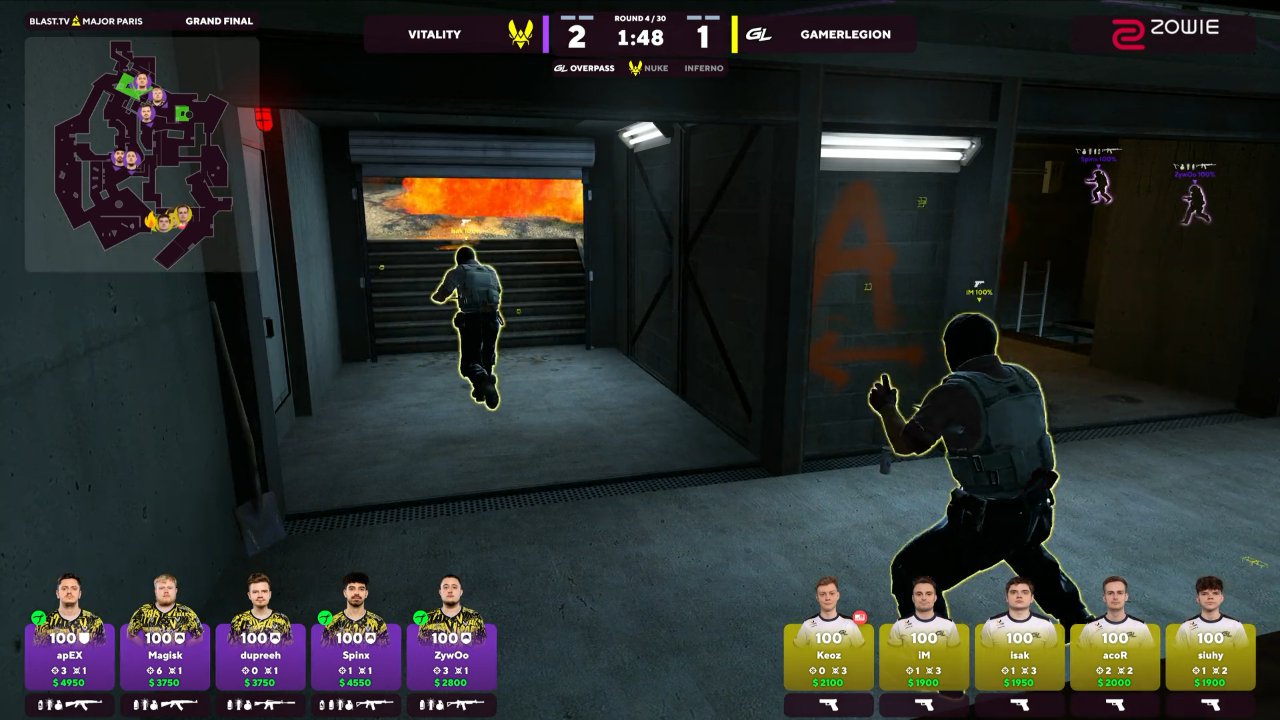 BLAST.TV MAJOR PARIS GRAND FINAL
VITALITY 2 ROUND 4 / 30 1:48 1 GL GAMERLEGION
ZOWIE
GL OVERPASS NUKE INFERNO
Spinx 100%
ZywOo 100%
A
iM 100%
100 100 100 100 100 100 100 100 100 100
apEX Magisk dupreeh Spinx ZywOo Keoz iM isak acoR siuhy
3 1 6 1 0 1 1 1 3 1 0 3 1 3 1 3 2 2 1 2
$4950 $3750 $3750 $4550 $2800 $2100 $1900 $1950 $2000 $1900